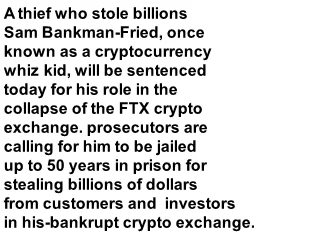 A thief who stole billions
Sam Bankman-Fried, once
known as a cryptocurrency
whiz kid, will be sentenced
today for his role in the
collapse of the FTX crypto
exchange. prosecutors are
calling for him to be jailed
up to 50 years in prison for
stealing billions of dollars
from customers and  investors
in his-bankrupt crypto exchange.